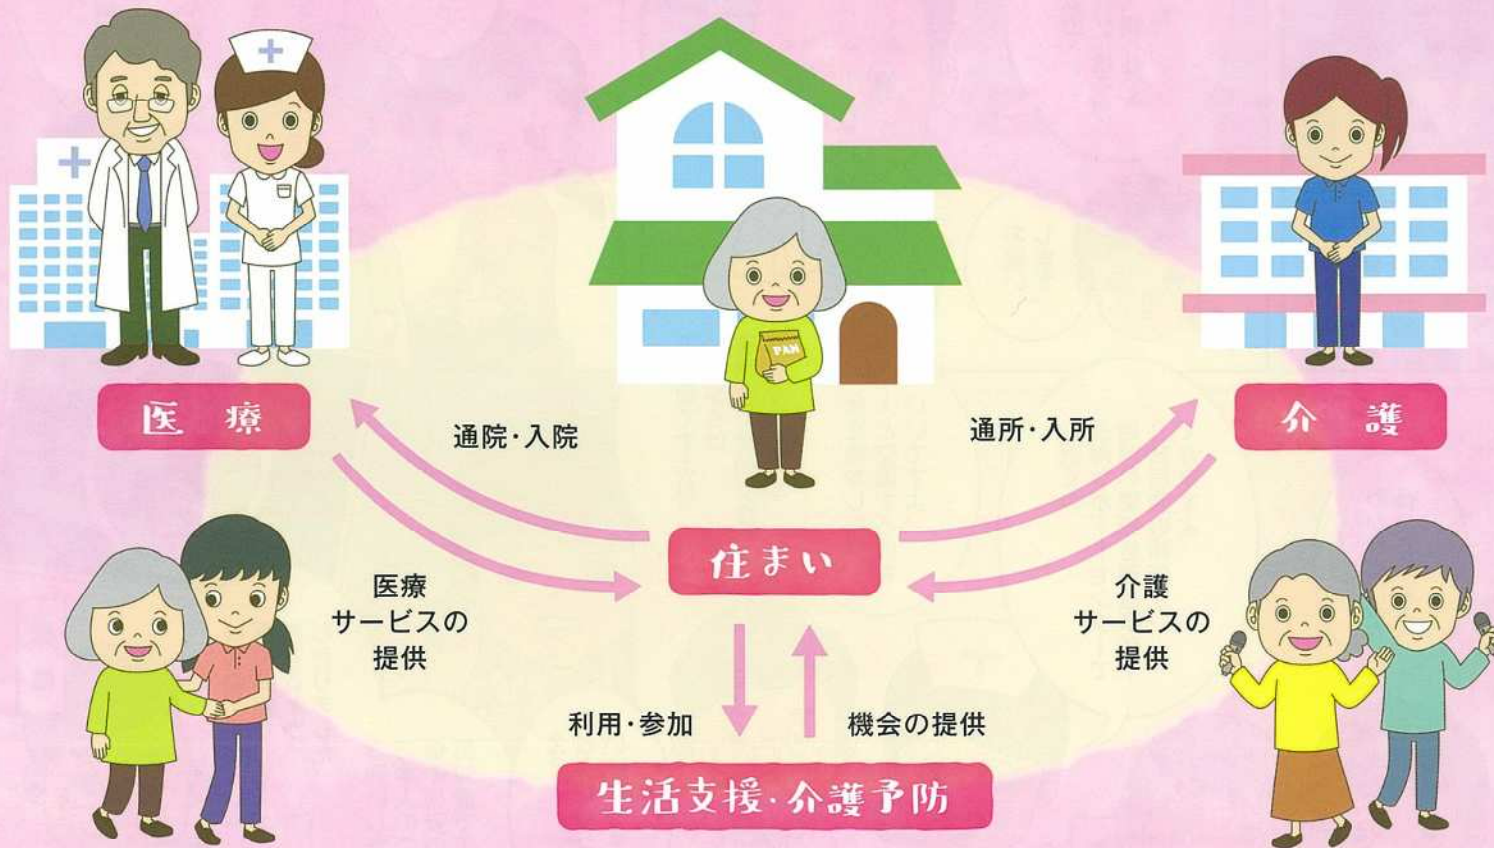 PAN
医療
介護
通院・入院
通所・入所
住まい
医療
サービスの
提供
介護
サービスの
提供
利用・参加
機会の提供
生活支援・介護予防